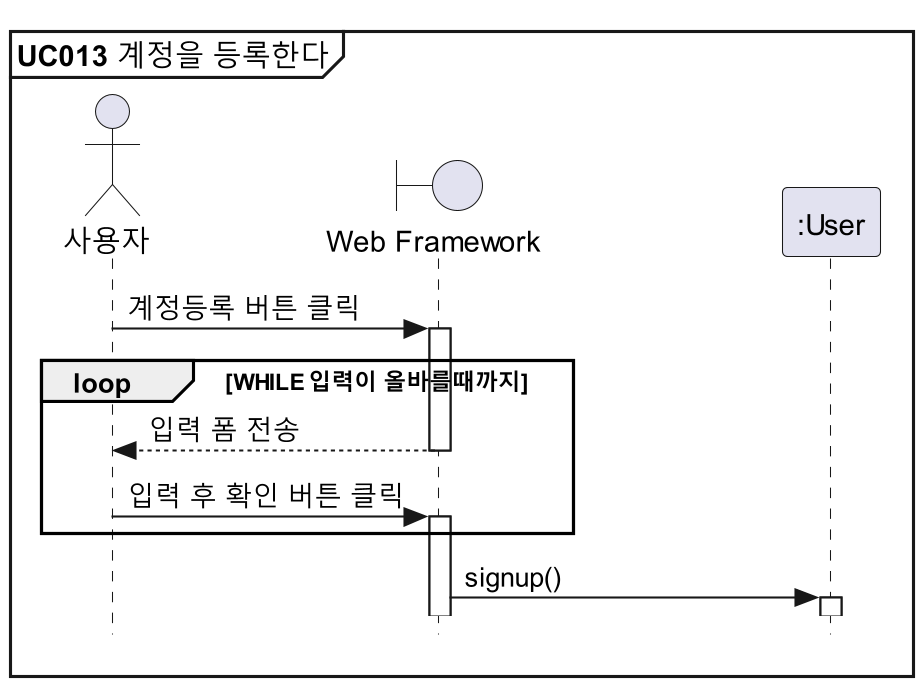 UC013 계정을 등록한다
사용자
Web Framework
:User
계정등록 버튼 클릭
loop
[WHILE 입력이 올바를때까지]
입력 폼 전송
입력 후 확인 버튼 클릭
signup()